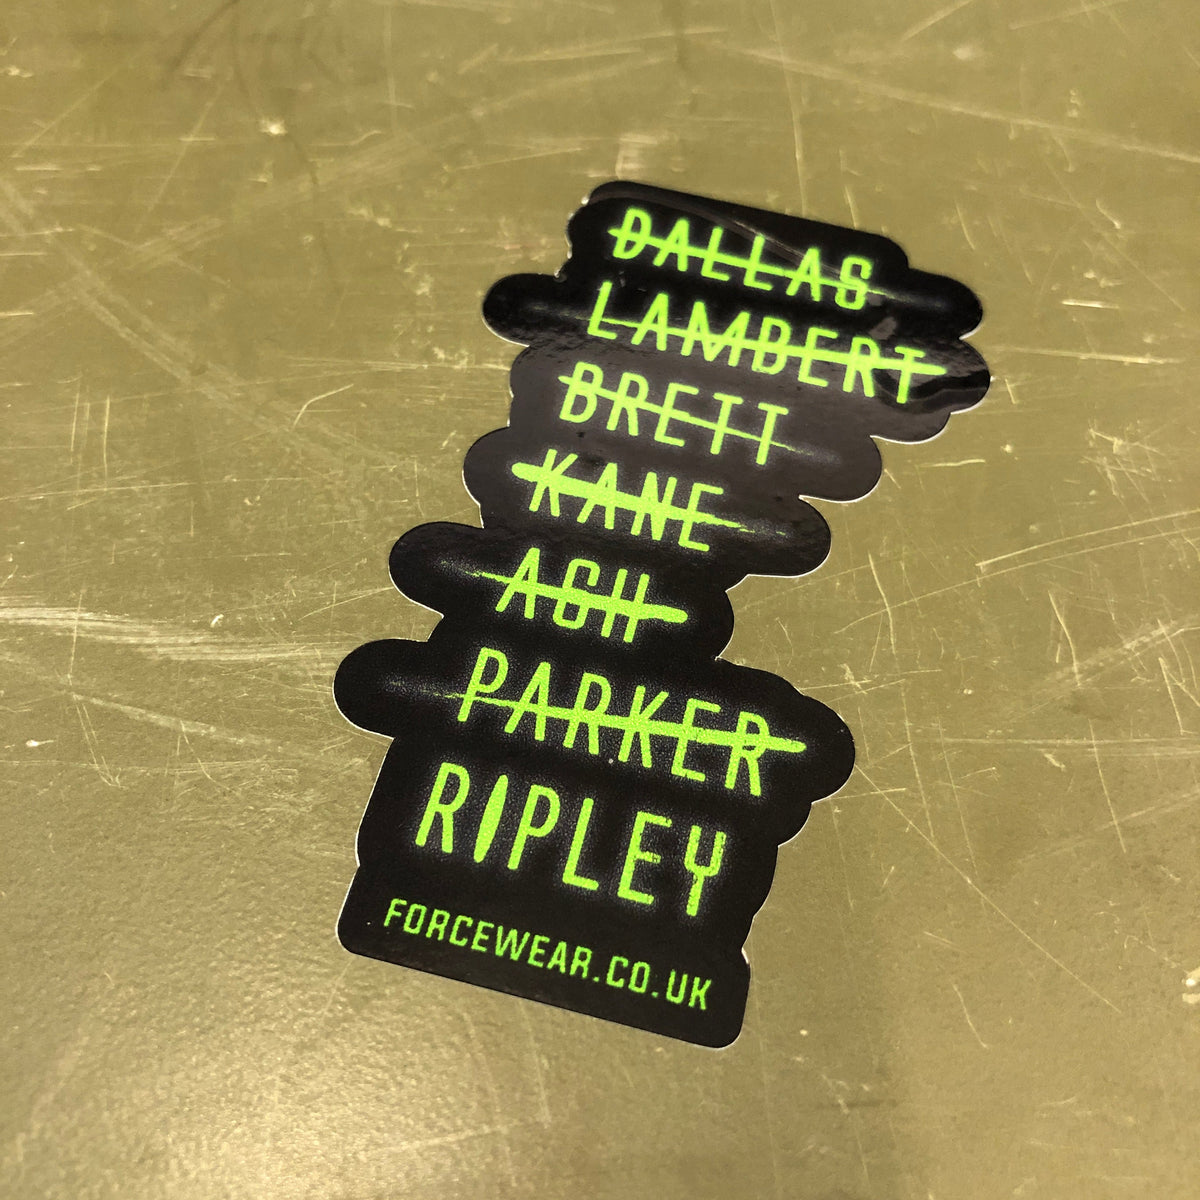 DALLAS
LAMBERT
BRETT
KANE
ASH
PARKER
RIPLEY
FORCEWEAR.CO.UK